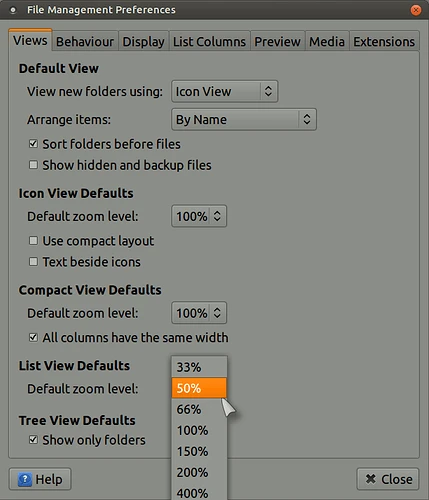 File Management Preferences
Views Behaviour Display List Columns Preview Media Extensions
Default View
View new folders using: Icon View
Arrange items: By Name
Sort folders before files
Show hidden and backup files
Icon View Defaults
Default zoom level: 100%
Use compact layout
Text beside icons
Compact View Defaults
Default zoom level: 100%
All columns have the same width
List View Defaults
33%
Default zoom level: 50%
66%
Tree View Defaults
100%
Show only folders
150%
200%
400%
Help Close